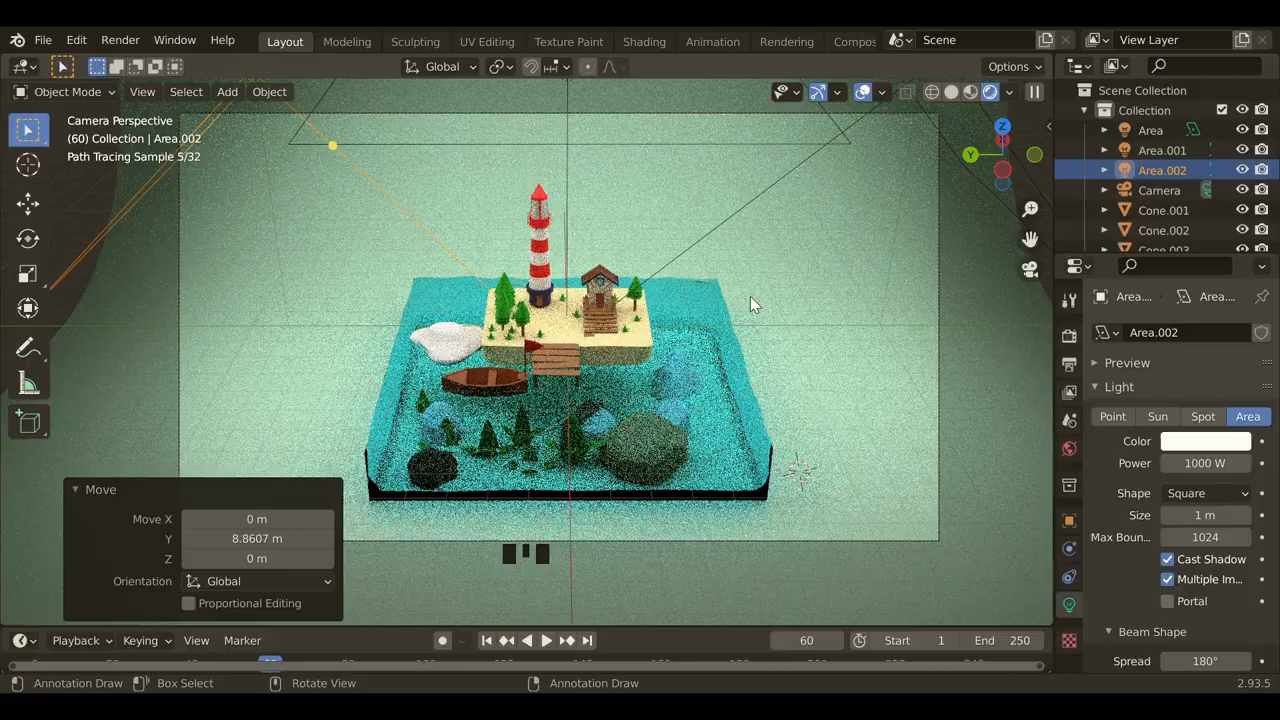 File Edit Render Window Help Layout Modeling Sculpting UV Editing Texture Paint Shading Animation Rendering Compos Scene View Layer
Global Options
Object Mode View Select Add Object
Camera Perspective
(60) Collection | Area.002
Path Tracing Sample 5/32
Z
Y
Scene Collection
Collection
Area
Area.001
Area.002
Camera
Cone.001
Cone.002
Cone.003
Area.... Area...
Area.002
Preview
Light
Point Sun Spot Area
Color
Power 1000 W
Shape Square
Size 1 m
Max Boun... 1024
Cast Shadow
Multiple Im...
Portal
Beam Shape
Spread 180°
Move
Move X 0 m
Y 8.8607 m
Z 0 m
Orientation Global
Proportional Editing
Playback Keying View Marker 60 Start 1 End 250
Annotation Draw Box Select Rotate View Annotation Draw 2.93.5